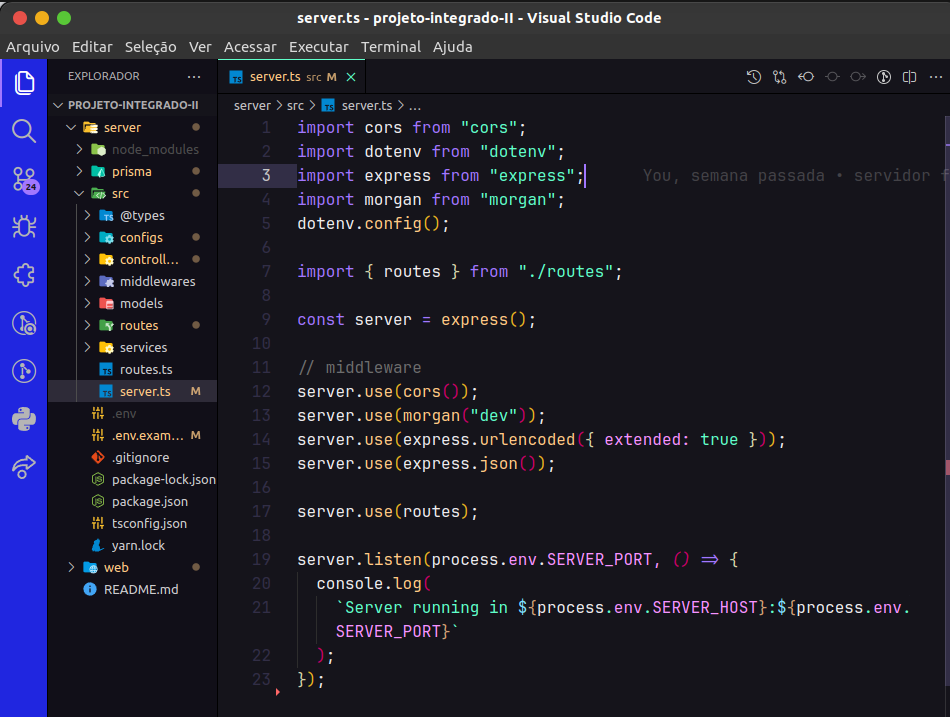 server.ts - projeto-integrado-II - Visual Studio Code
Arquivo Editar Seleção Ver Acessar Executar Terminal Ajuda
EXPLORADOR ...
PROJETO-INTEGRADO-II
server
node_modules
prisma
src
@types
configs
controll...
middlewares
models
routes
services
routes.ts
server.ts M
.env
.env.exam... M
.gitignore
package-lock.json
package.json
tsconfig.json
yarn.lock
web
README.md
24
TS server.ts src M ×
server > src > TS server.ts > ...
1 import cors from "cors";
2 import dotenv from "dotenv";
3 import express from "express"; You, semana passada • servidor f
4 import morgan from "morgan";
5 dotenv.config();
6
7 import { routes } from "./routes";
8
9 const server = express();
10
11 // middleware
12 server.use(cors());
13 server.use(morgan("dev"));
14 server.use(express.urlencoded({ extended: true }));
15 server.use(express.json());
16
17 server.use(routes);
18
19 server.listen(process.env.SERVER_PORT, () => {
20 console.log(
21 `Server running in ${process.env.SERVER_HOST}:${process.env.
SERVER_PORT}`
22 );
23 });